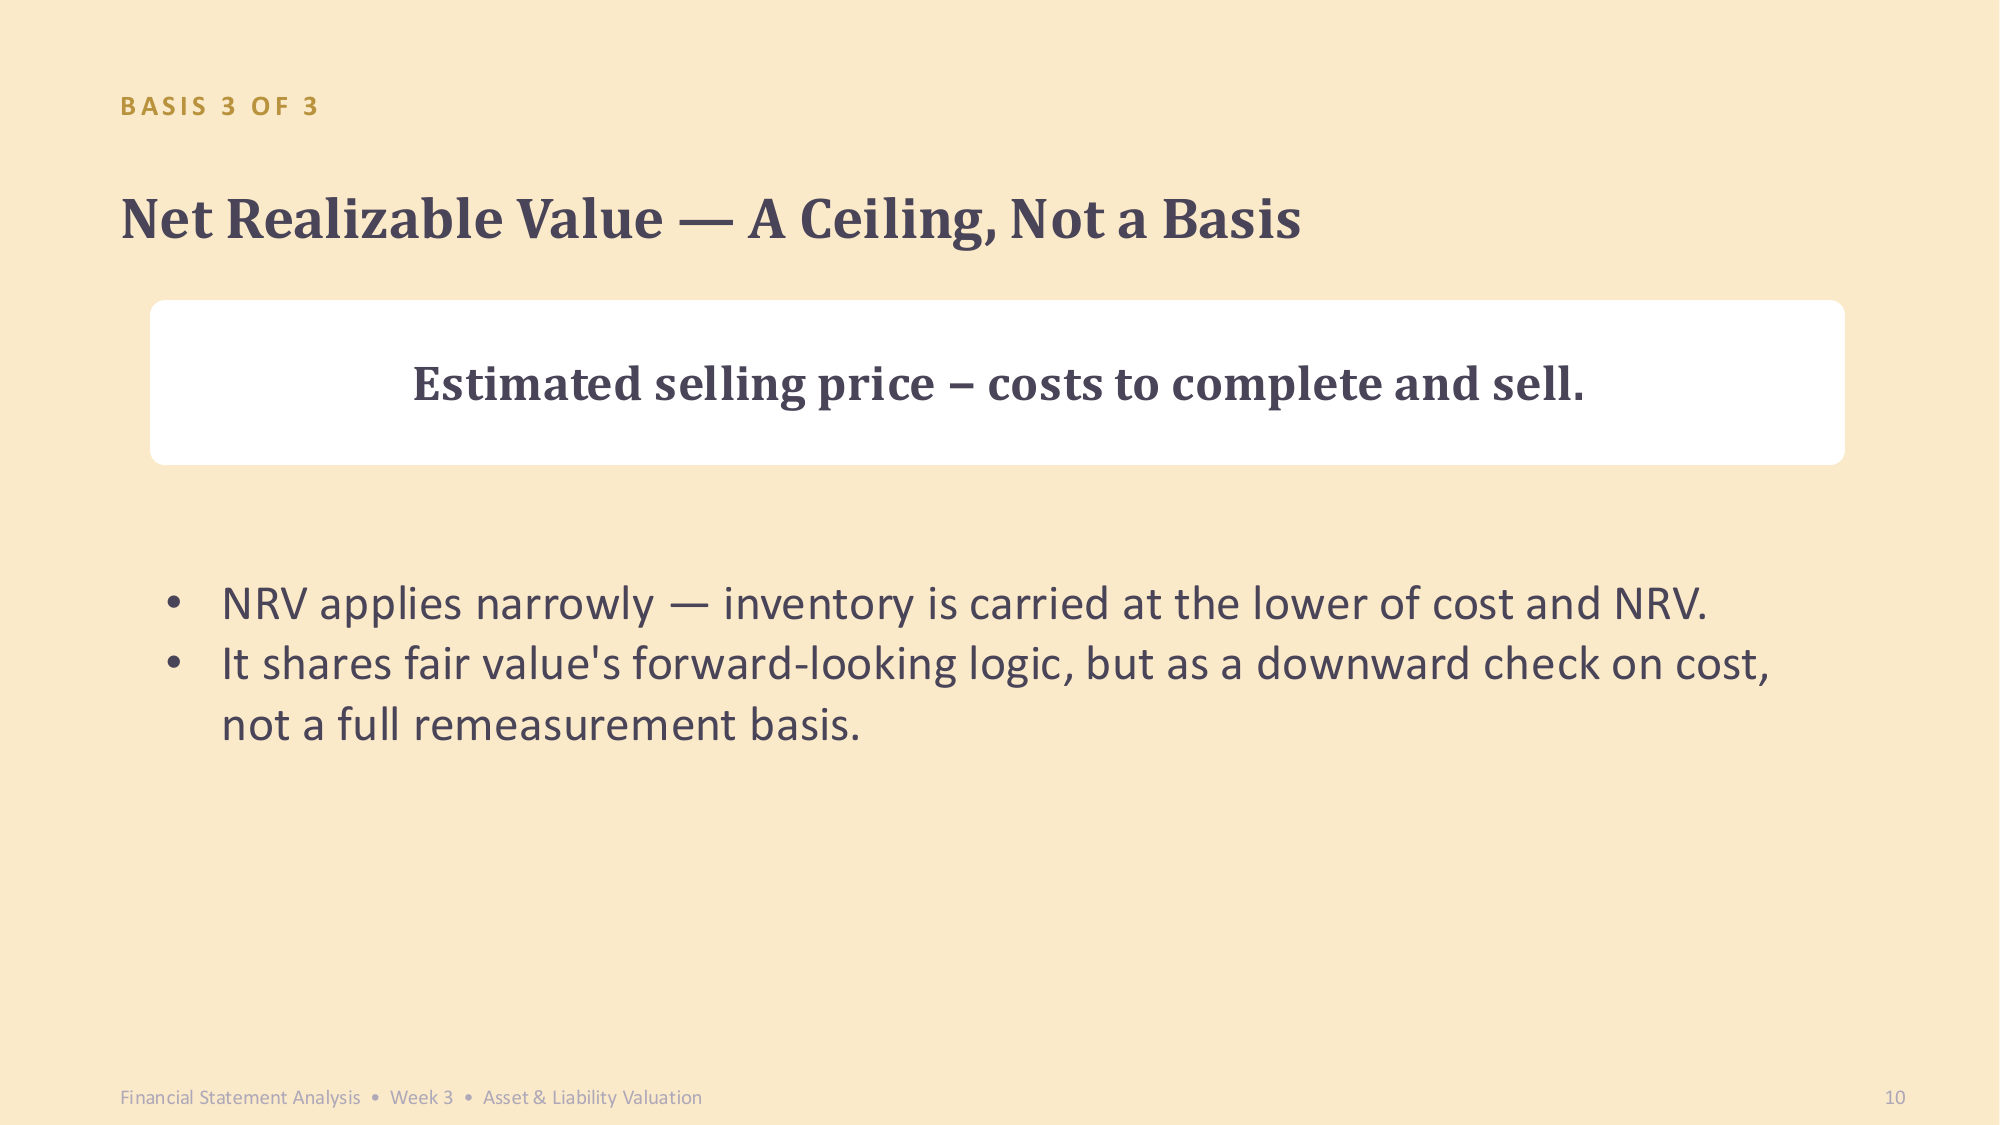 BASIS 3 OF 3
Net Realizable Value — A Ceiling, Not a Basis
Estimated selling price – costs to complete and sell.
• NRV applies narrowly — inventory is carried at the lower of cost and NRV.
• It shares fair value's forward-looking logic, but as a downward check on cost,
not a full remeasurement basis.
Financial Statement Analysis • Week 3 • Asset & Liability Valuation
10